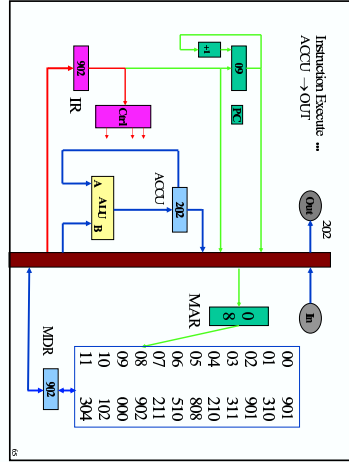 Instruction Execute ...
ACCU → OUT
+1
09
PC
902
IR
Ctrl
Out
202
202
ACCU
A
ALU
B
In
MAR
0 8
00 901
01 310
02 901
03 311
04 210
05 808
06 510
07 211
08 902
09 000
10 102
11 304
MDR
902
65